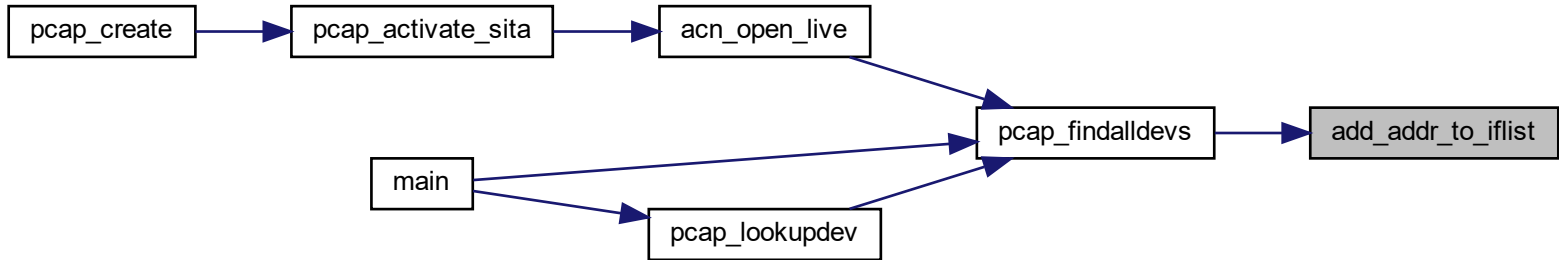 pcap_create
pcap_activate_sita
acn_open_live
pcap_findalldevs
add_addr_to_iflist
main
pcap_lookupdev